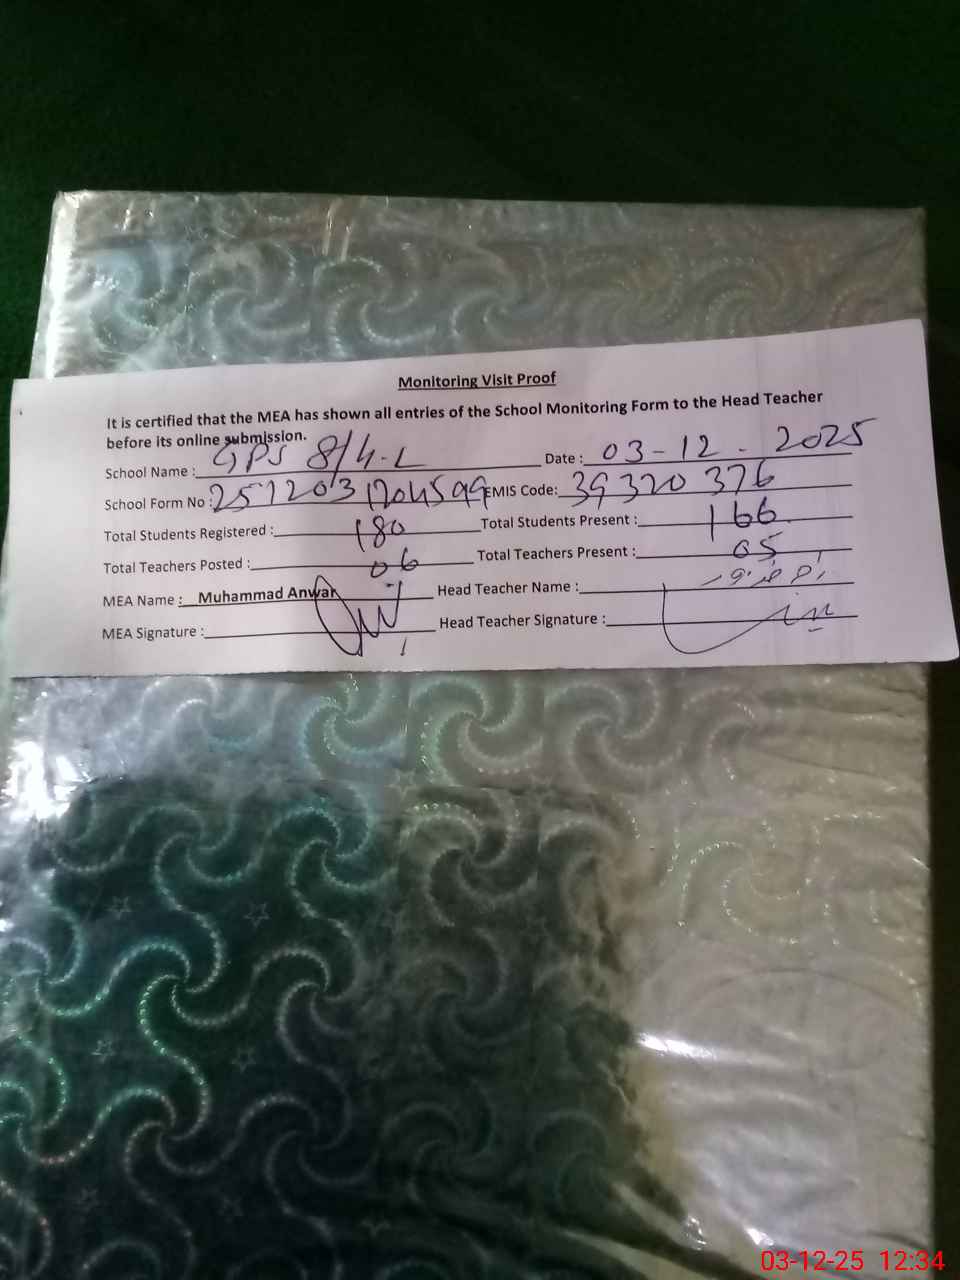 Monitoring Visit Proof
It is certified that the MEA has shown all entries of the School Monitoring Form to the Head Teacher
before its online submission.
School Name : GPS 8/4-L Date : 03-12-2025
School Form No : 251203 1204599 EMIS Code: 39320376
Total Students Registered : 180 Total Students Present : 166
Total Teachers Posted : 06 Total Teachers Present : 05
MEA Name : Muhammad Anwar Head Teacher Name :
MEA Signature : Head Teacher Signature :
03-12-25 12:34